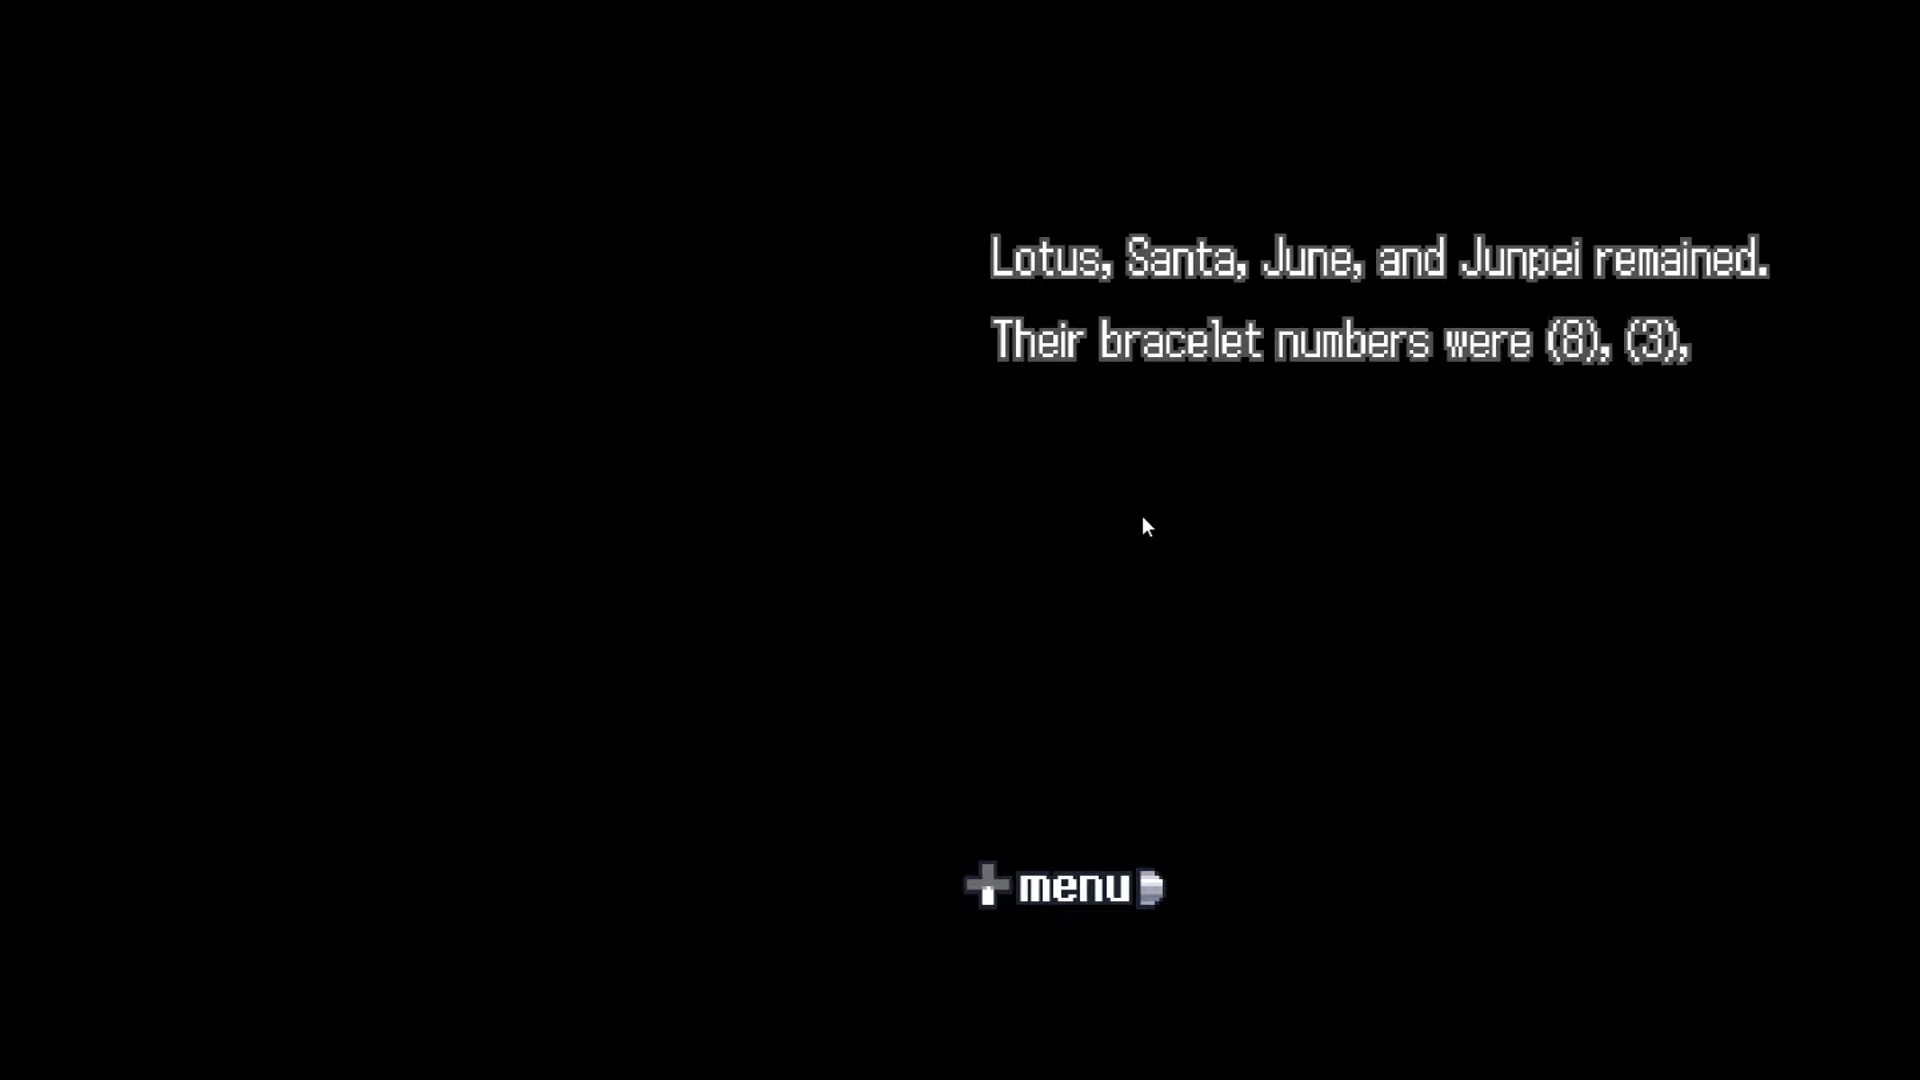 Lotus, Santa, June, and Junpei remained.
Their bracelet numbers were (8), (3),
menu